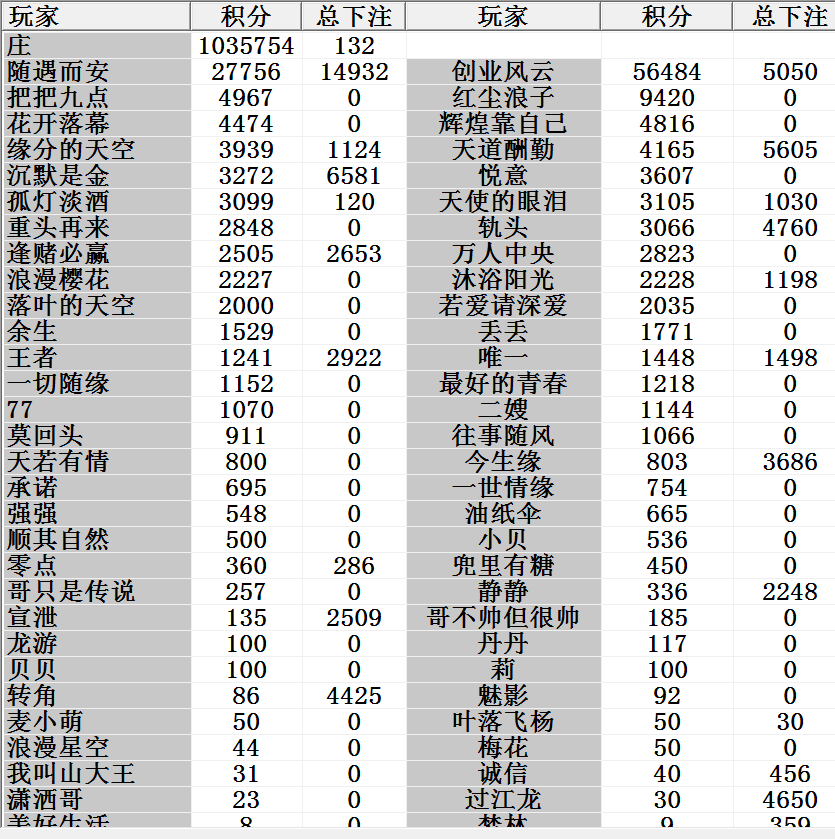 玩家 积分 总下注 玩家 积分 总下注
庄 1035754 132
随遇而安 27756 14932 创业风云 56484 5050
把把九点 4967 0 红尘浪子 9420 0
花开落幕 4474 0 辉煌靠自己 4816 0
缘分的天空 3939 1124 天道酬勤 4165 5605
沉默是金 3272 6581 悦意 3607 0
孤灯淡酒 3099 120 天使的眼泪 3105 1030
重头再来 2848 0 轨头 3066 4760
逢赌必赢 2505 2653 万人中央 2823 0
浪漫樱花 2227 0 沐浴阳光 2228 1198
落叶的天空 2000 0 若爱请深爱 2035 0
余生 1529 0 丢丢 1771 0
王者 1241 2922 唯一 1448 1498
一切随缘 1152 0 最好的青春 1218 0
77 1070 0 二嫂 1144 0
莫回头 911 0 往事随风 1066 0
天若有情 800 0 今生缘 803 3686
承诺 695 0 一世情缘 754 0
强强 548 0 油纸伞 665 0
顺其自然 500 0 小贝 536 0
零点 360 286 兜里有糖 450 0
哥只是传说 257 0 静静 336 2248
宣泄 135 2509 哥不帅但很帅 185 0
龙游 100 0 丹丹 117 0
贝贝 100 0 莉 100 0
转角 86 4425 魅影 92 0
麦小萌 50 0 叶落飞杨 50 30
浪漫星空 44 0 梅花 50 0
我叫山大王 31 0 诚信 40 456
潇洒哥 23 0 过江龙 30 4650
美好生活 8 0 梦林 9 359